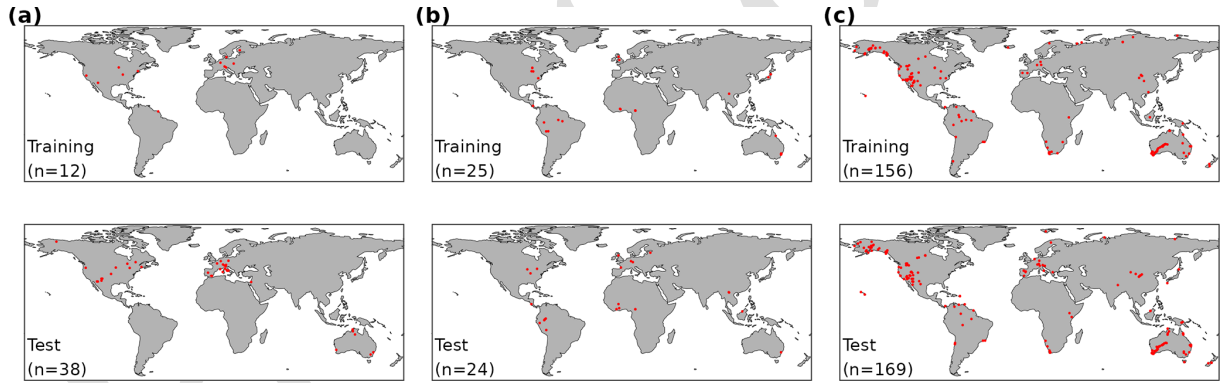 (a) (b) (c)
Training Training Training
(n=12) (n=25) (n=156)
Test Test Test
(n=38) (n=24) (n=169)